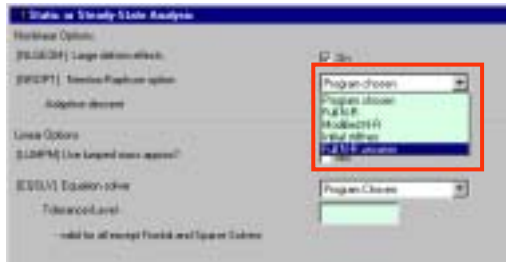 Static or Steady-State Analysis
Nonlinear Options
[NLGEOM] Large deform effects
On
[NROPT] Newton-Raphson option
Program chosen
Program chosen
Full N-R
Modified N-R
Initial stiffness
Full N-R unsymm
Adaptive descent
Linear Options
[LUMPM] Use lumped mass approx?
[EQSLV] Equation solver
Program Chosen
Tolerance/Level -
- valid for all except Frontal and Sparse Solvers